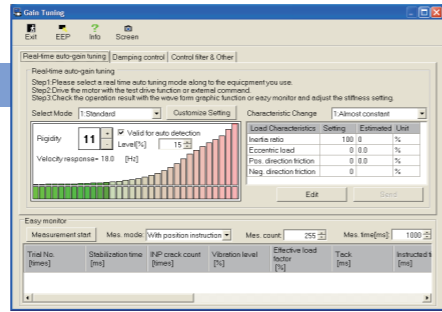 Gain Tuning
Exit EEP Info Screen
Real-time auto-gain tuning Damping control Control filter & Other
Real-time auto-gain tuning
Step1:Please select a real time auto tuning mode along to the equicpment you use.
Step2:Drive the motor with the test drive function or external command.
Step3:Check the operation result with the wave form graphic function or eazy monitor and adjust the stiffness setting.
Select Mode 1:Standard Customize Setting Characteristic Change 1:Almost constant
Rigidity 11 Valid for auto detection
Level[%] 15
Velocity response= 18.0 [Hz]
Load Characteristics Setting Estimated Unit
Inertia ratio 100 0 %
Eccentric load 0 0.0 %
Pos. direction friction 0 0.0 %
Neg. direction friction 0 %
Edit Send
Easy monitor
Measurement start Mes. mode: With position instruction Mes. count: 255 Mes. time[ms]: 1000
Trial No. [times] Stabilization time [ms] INP crack count [times] Vibration level [%] Effective load factor [%] Tack [ms] Instructed ti [ms]